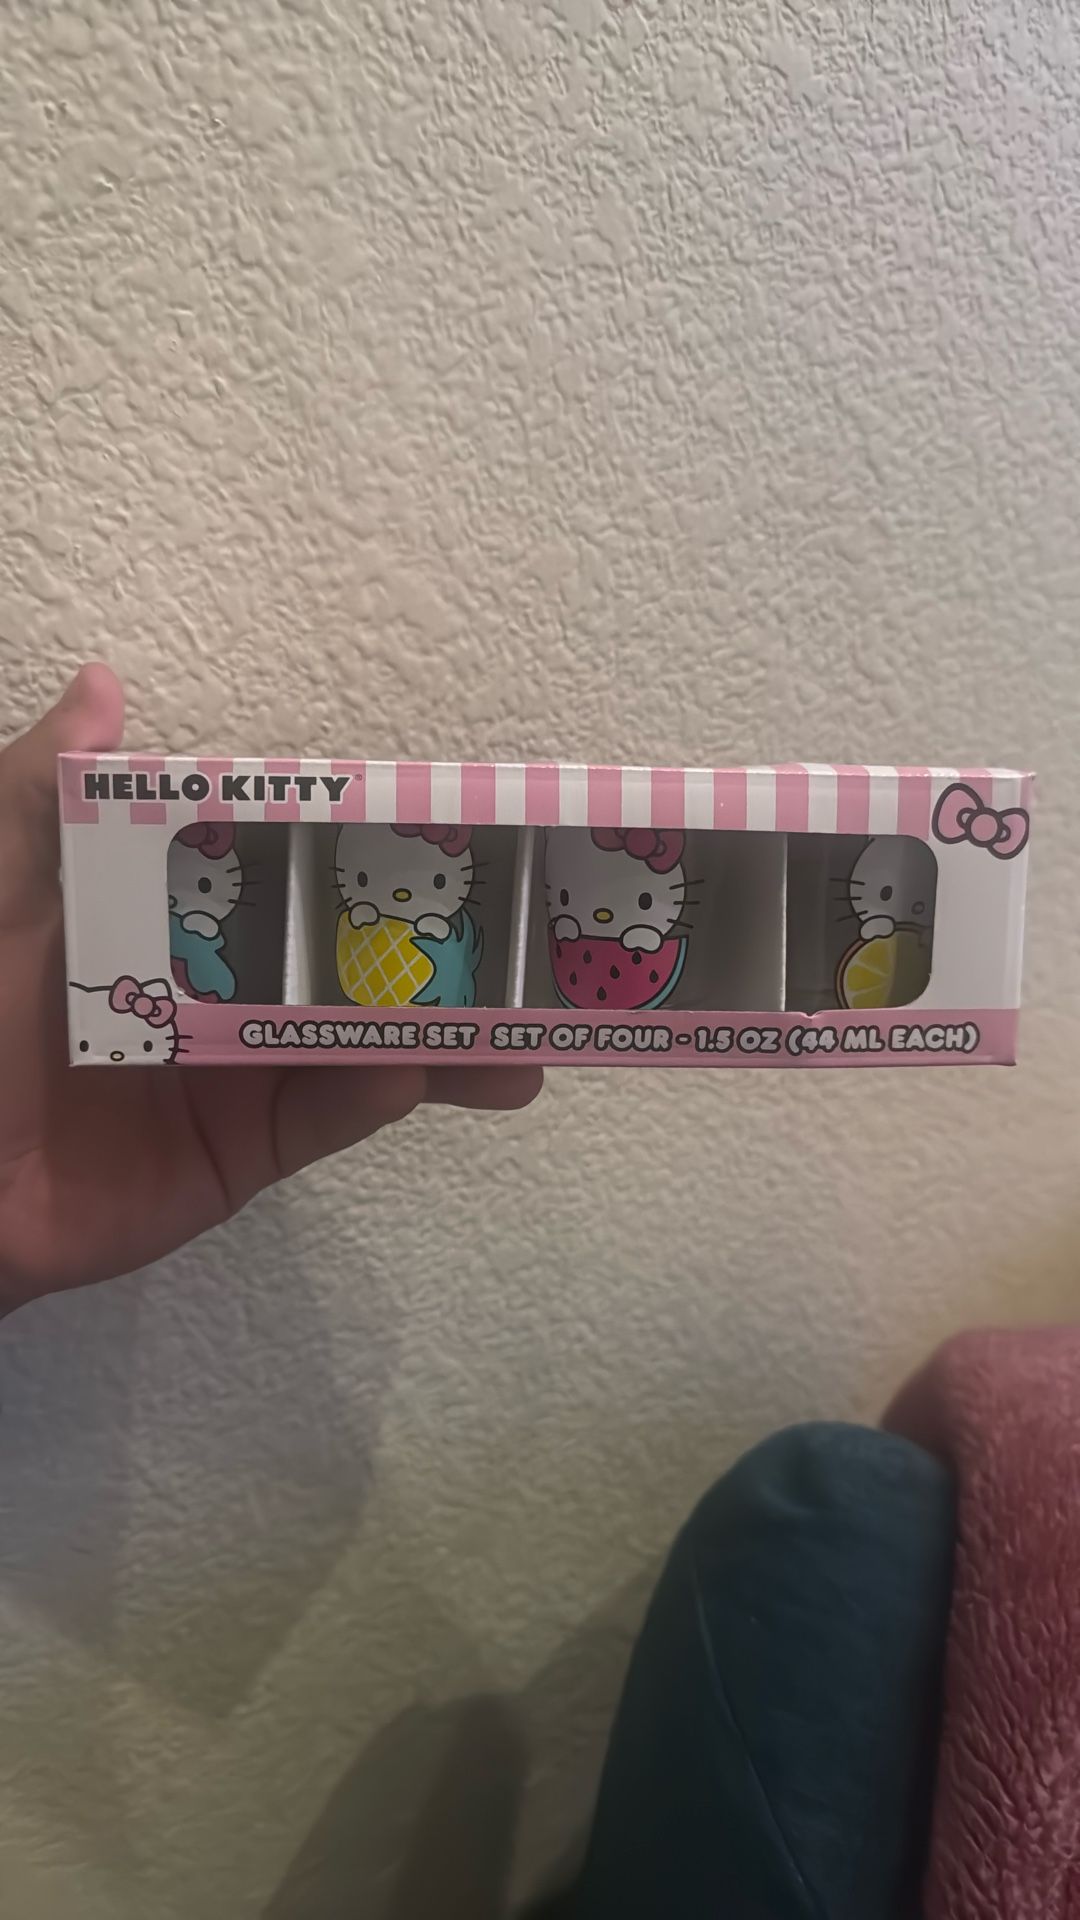 HELLO KITTY®
GLASSWARE SET SET OF FOUR - 1.5 OZ (44 ML EACH)